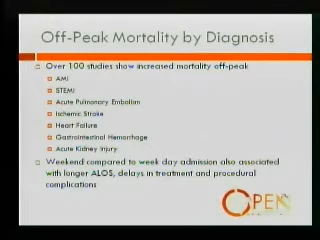 Off-Peak Mortality by Diagnosis
Over 100 studies show increased mortality off-peak
AMI
STEMI
Acute Pulmonary Embolism
Ischemic Stroke
Heart Failure
Gastrointestinal Hemorrhage
Acute Kidney Injury
Weekend compared to week day admission also associated
with longer ALOS, delays in treatment and procedural
complications
OPEN